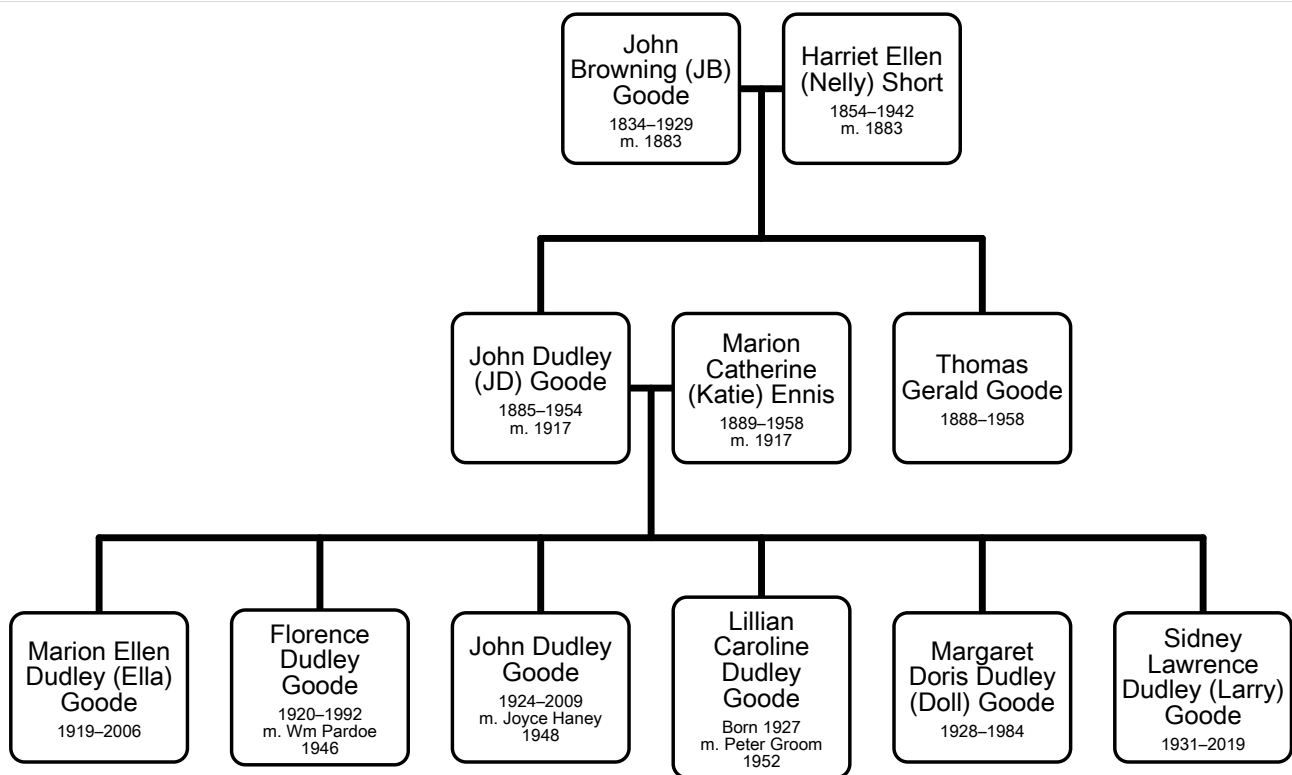 John
Browning (JB)
Goode
1834–1929
m. 1883
Harriet Ellen
(Nelly) Short
1854–1942
m. 1883
John Dudley
(JD) Goode
1885–1954
m. 1917
Marion
Catherine
(Katie) Ennis
1889–1958
m. 1917
Thomas
Gerald Goode
1888–1958
Marion Ellen
Dudley (Ella)
Goode
1919–2006
Florence
Dudley
Goode
1920–1992
m. Wm Pardoe
1946
John Dudley
Goode
1924–2009
m. Joyce Haney
1948
Lillian
Caroline
Dudley
Goode
Born 1927
m. Peter Groom
1952
Margaret
Doris Dudley
(Doll) Goode
1928–1984
Sidney
Lawrence
Dudley (Larry)
Goode
1931–2019